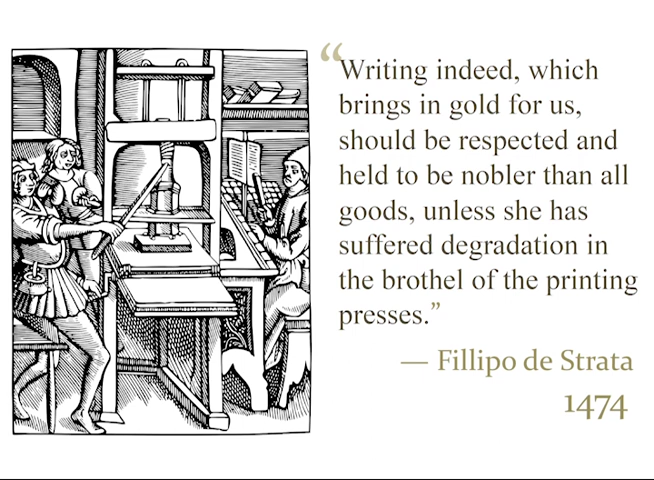 “Writing indeed, which
brings in gold for us,
should be respected and
held to be nobler than all
goods, unless she has
suffered degradation in
the brothel of the printing
presses.”
— Fillipo de Strata
1474